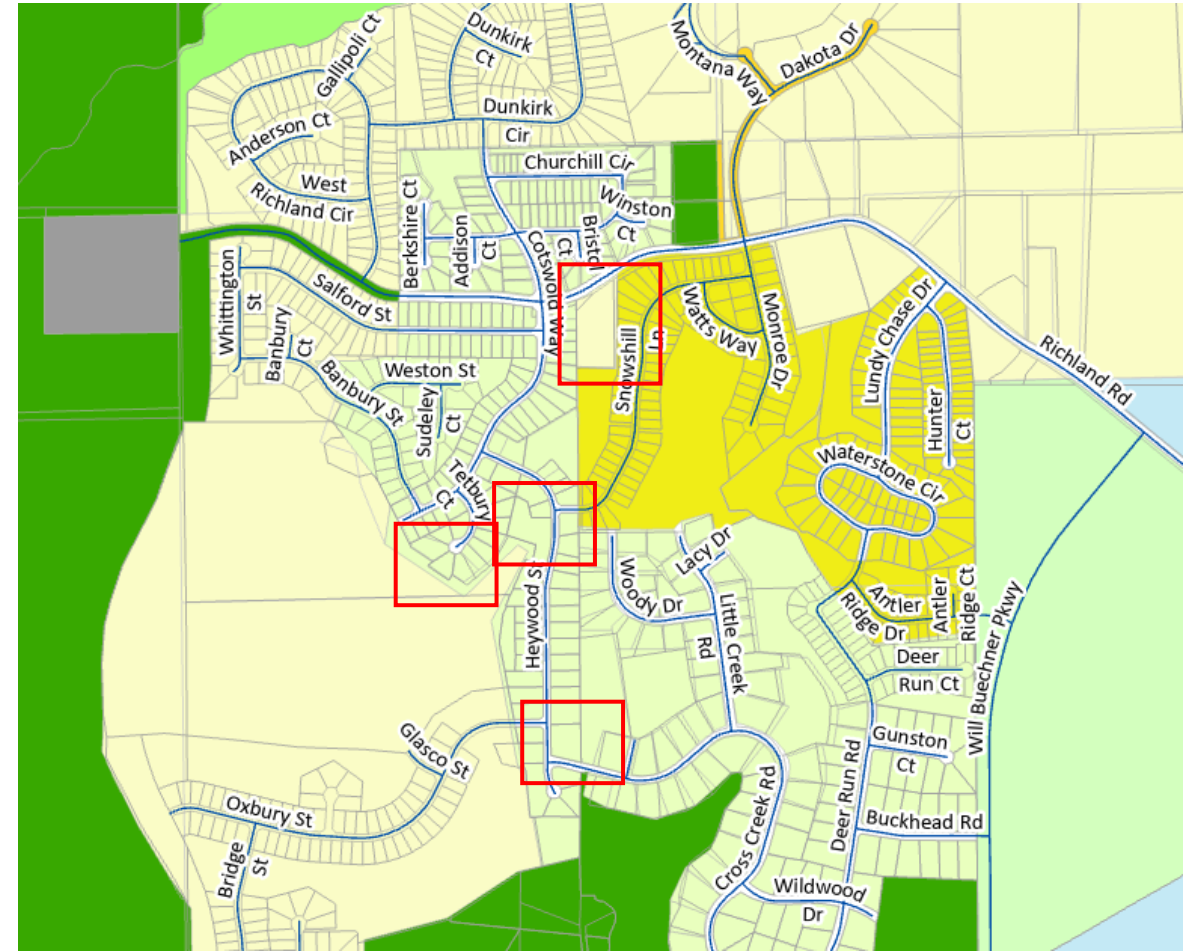 Dunkirk
Ct
Gallipoli Ct
Montana Way
Dakota Dr
Dunkirk
Cir
Anderson Ct
West
Richland Cir
Churchill Cir
Winston
Ct
Berkshire Ct
Addison
Ct
Bristol
Ct
Cotswold Way
Whittington
St
Salford St
Banbury
Ct
Banbury St
Weston St
Sudeley
Ct
Tetbury
Ct
Snowshill
Ln
Watts Way
Monroe Dr
Lundy Chase Dr
Hunter
Ct
Richland Rd
Waterstone Cir
Heywood St
Woody Dr
Lacy Dr
Little Creek
Rd
Antler
Ridge Dr
Antler
Ridge Ct
Deer
Run Ct
Will Buechner Pkwy
Glasco St
Oxbury St
Bridge
St
Gunston
Ct
Deer Run Rd
Buckhead Rd
Cross Creek Rd
Wildwood
Dr